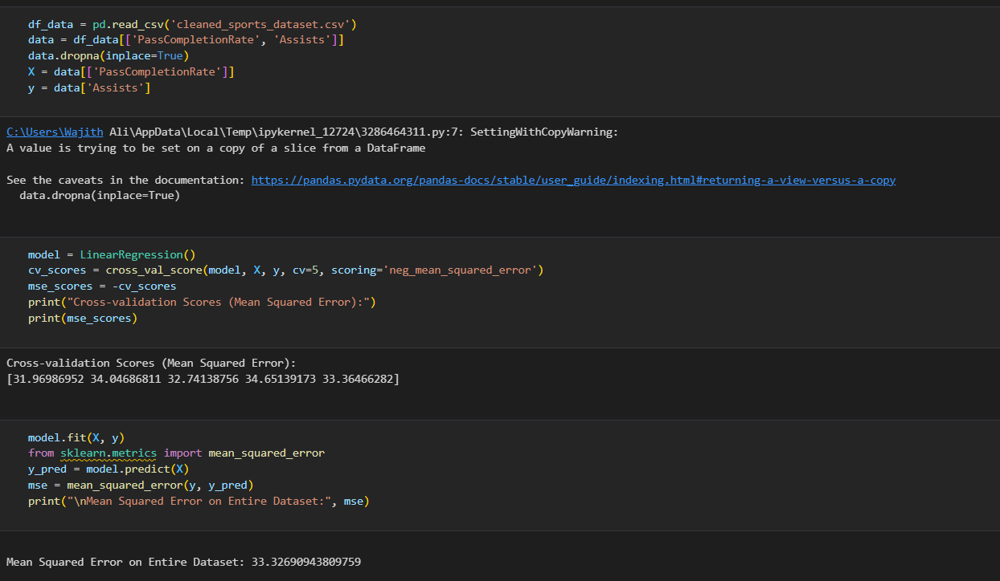 df_data = pd.read_csv('cleaned_sports_dataset.csv')
data = df_data[['PassCompletionRate', 'Assists']]
data.dropna(inplace=True)
X = data[['PassCompletionRate']]
y = data['Assists']
C:\Users\Wajith Ali\AppData\Local\Temp\ipykernel_12724\3286464311.py:7: SettingWithCopyWarning:
A value is trying to be set on a copy of a slice from a DataFrame
See the caveats in the documentation: https://pandas.pydata.org/pandas-docs/stable/user_guide/indexing.html#returning-a-view-versus-a-copy
  data.dropna(inplace=True)
model = LinearRegression()
cv_scores = cross_val_score(model, X, y, cv=5, scoring='neg_mean_squared_error')
mse_scores = -cv_scores
print("Cross-validation Scores (Mean Squared Error):")
print(mse_scores)
Cross-validation Scores (Mean Squared Error):
[31.96986952 34.04686811 32.74138756 34.65139173 33.36466282]
model.fit(X, y)
from sklearn.metrics import mean_squared_error
y_pred = model.predict(X)
mse = mean_squared_error(y, y_pred)
print("\nMean Squared Error on Entire Dataset:", mse)
Mean Squared Error on Entire Dataset: 33.32690943809759